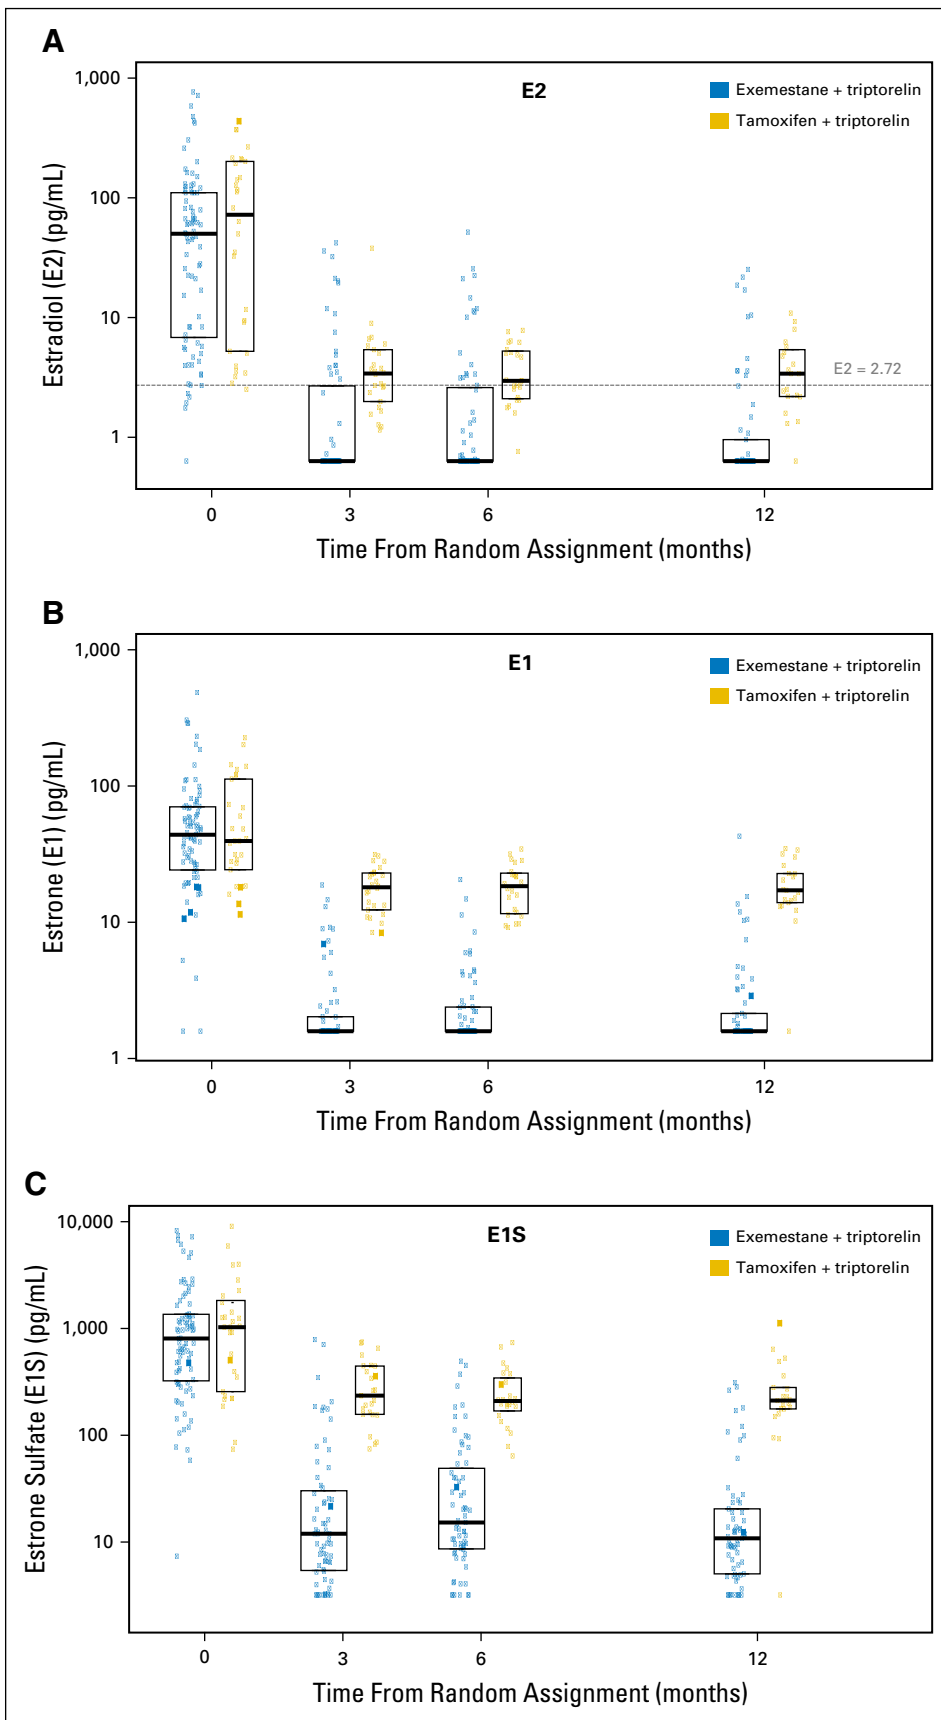 A
E2
Exemestane + triptorelin
Tamoxifen + triptorelin
Estradiol (E2) (pg/mL)
1,000
100
10
1
E2 = 2.72
0 3 6 12
Time From Random Assignment (months)
B
E1
Exemestane + triptorelin
Tamoxifen + triptorelin
Estrone (E1) (pg/mL)
1,000
100
10
1
0 3 6 12
Time From Random Assignment (months)
C
E1S
Exemestane + triptorelin
Tamoxifen + triptorelin
Estrone Sulfate (E1S) (pg/mL)
10,000
1,000
100
10
0 3 6 12
Time From Random Assignment (months)